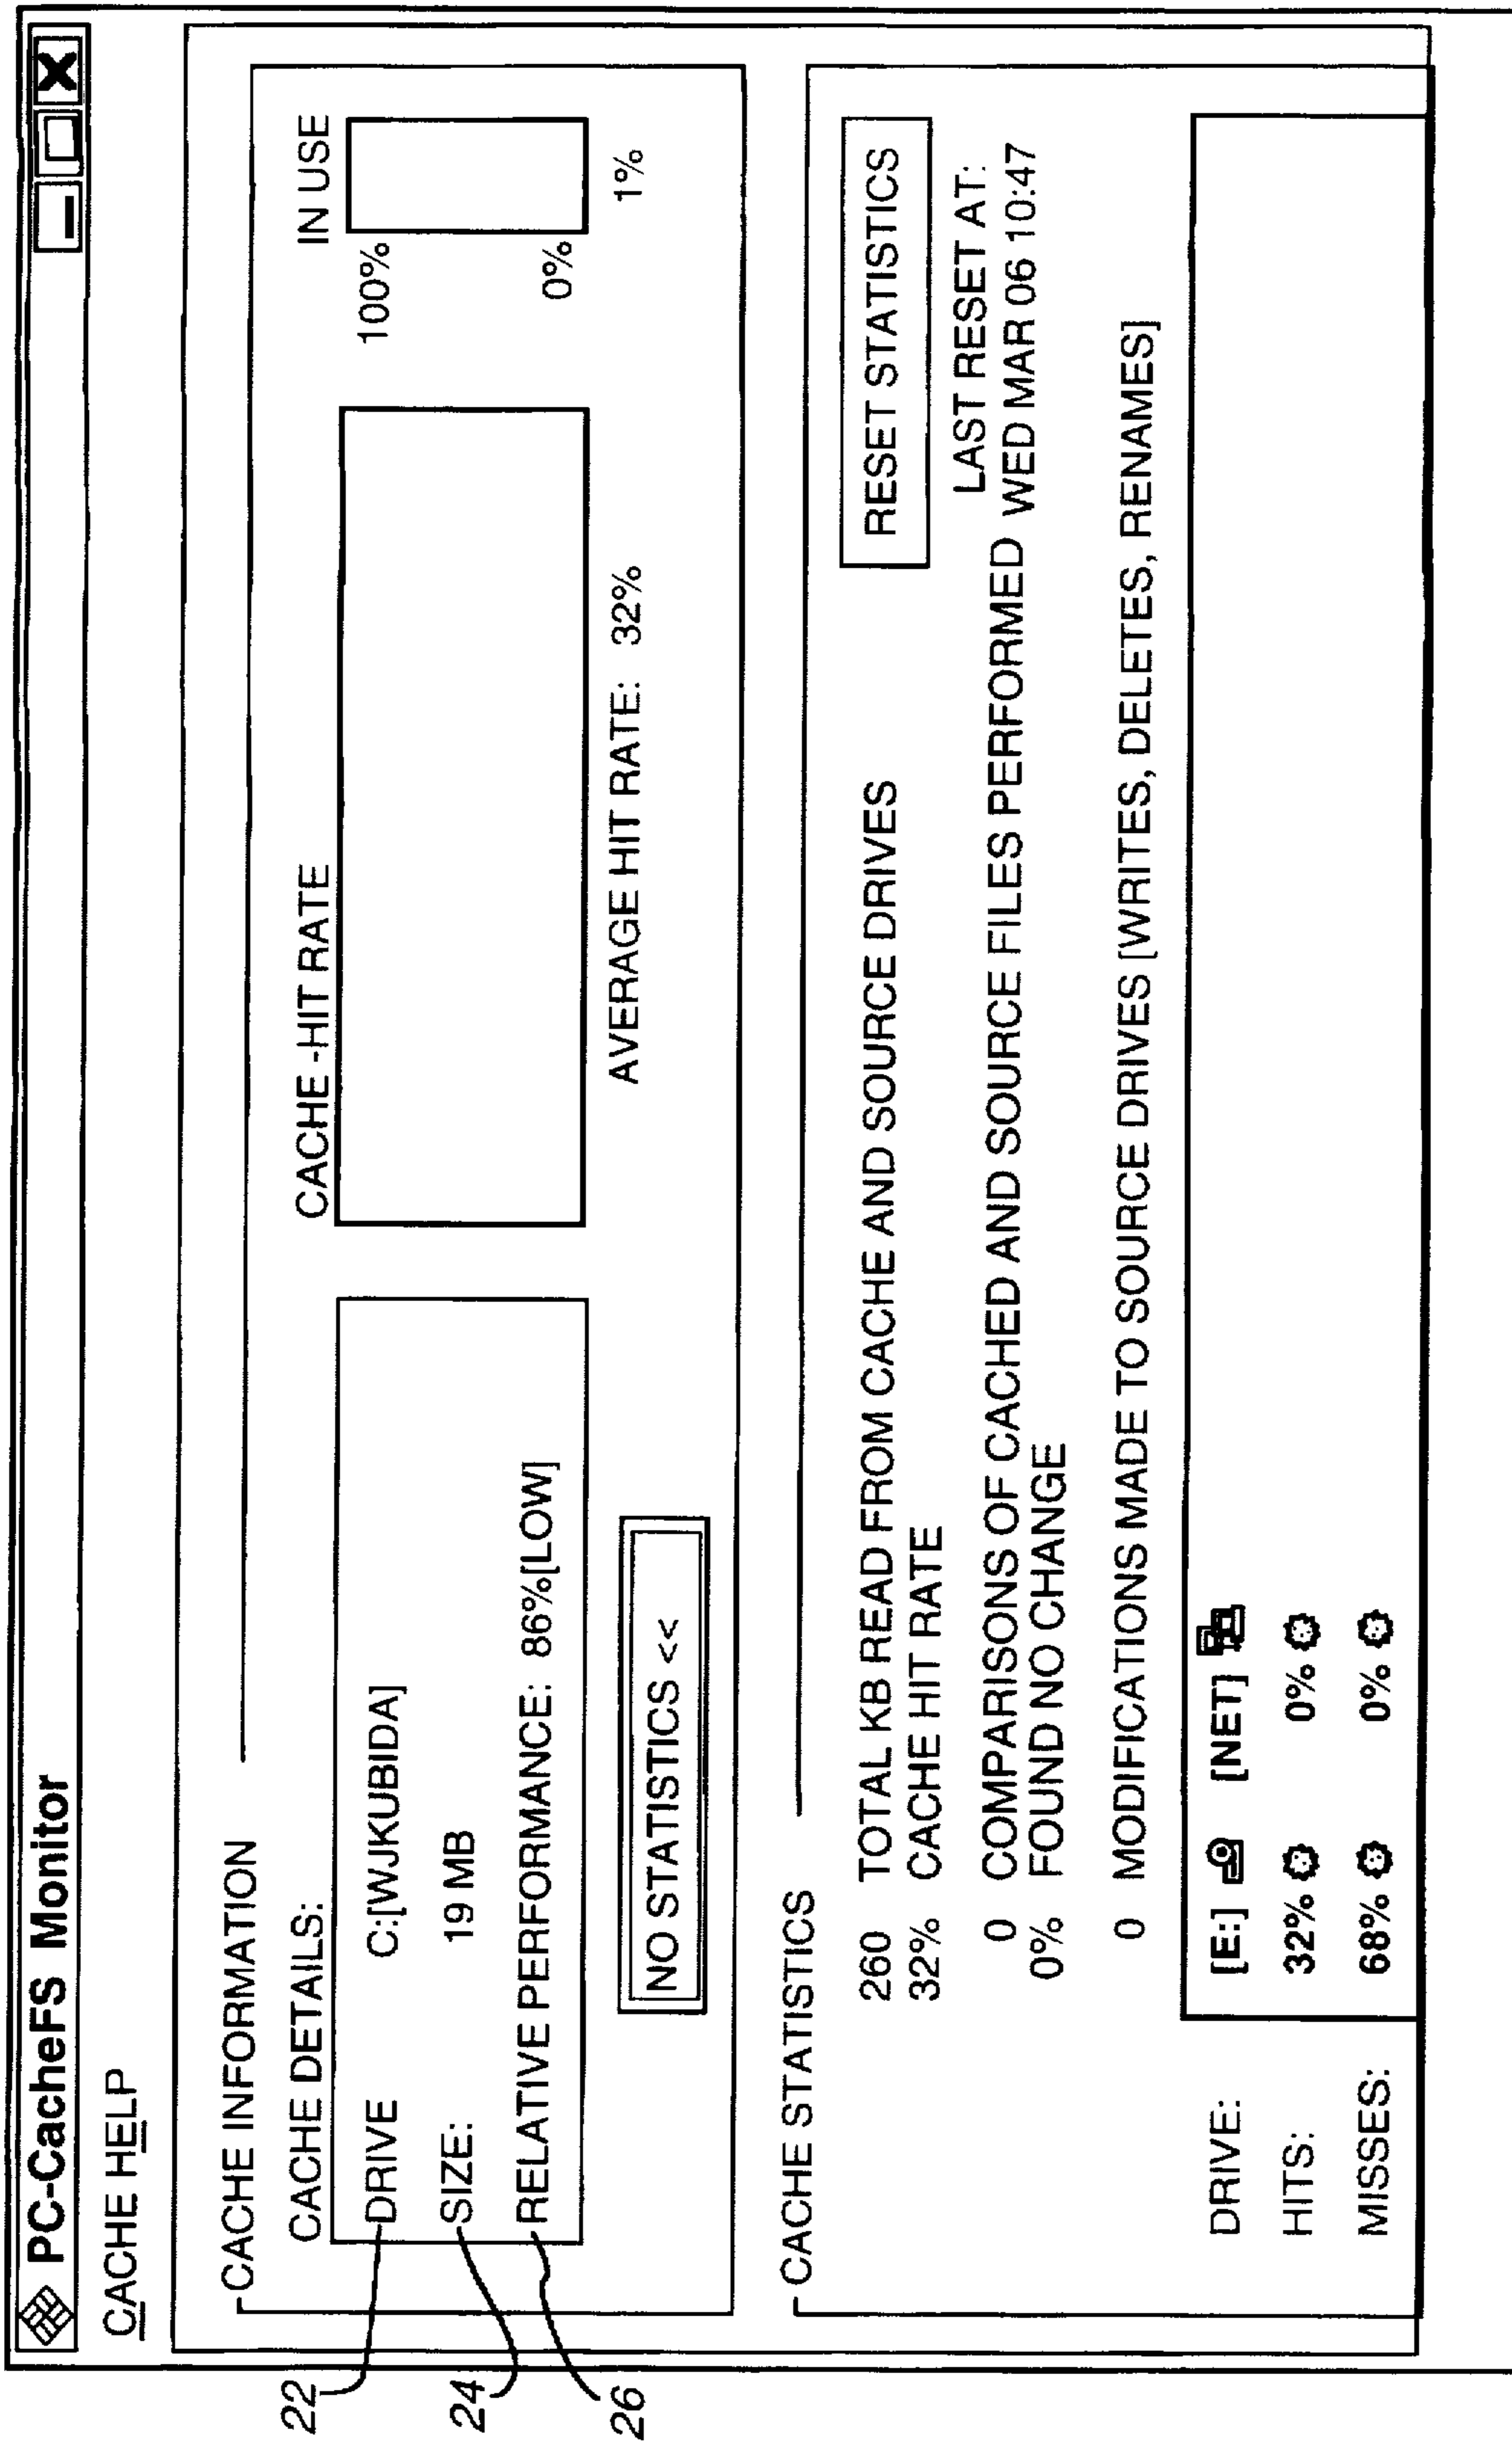 PC-CacheFS Monitor
CACHE HELP
CACHE INFORMATION
CACHE DETAILS:
22 DRIVE C:[WJKUBIDA]
24 SIZE: 19 MB
26 RELATIVE PERFORMANCE: 86%[LOW]
NO STATISTICS <<
CACHE -HIT RATE
AVERAGE HIT RATE: 32%
IN USE
100%
0%
1%
CACHE STATISTICS
260 TOTAL KB READ FROM CACHE AND SOURCE DRIVES
32% CACHE HIT RATE
RESET STATISTICS
LAST RESET AT:
WED MAR 06 10:47
0 COMPARISONS OF CACHED AND SOURCE FILES PERFORMED
0% FOUND NO CHANGE
0 MODIFICATIONS MADE TO SOURCE DRIVES [WRITES, DELETES, RENAMES]
DRIVE: [E:] [NET]
HITS: 32% 0%
MISSES: 68% 0%